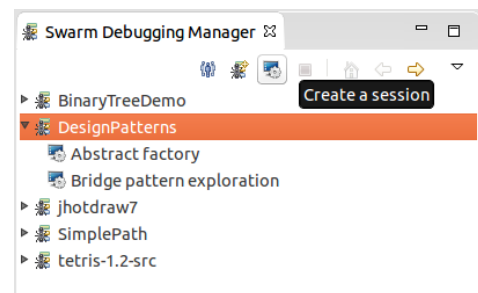 Swarm Debugging Manager
Create a session
BinaryTreeDemo
DesignPatterns
Abstract factory
Bridge pattern exploration
jhotdraw7
SimplePath
tetris-1.2-src